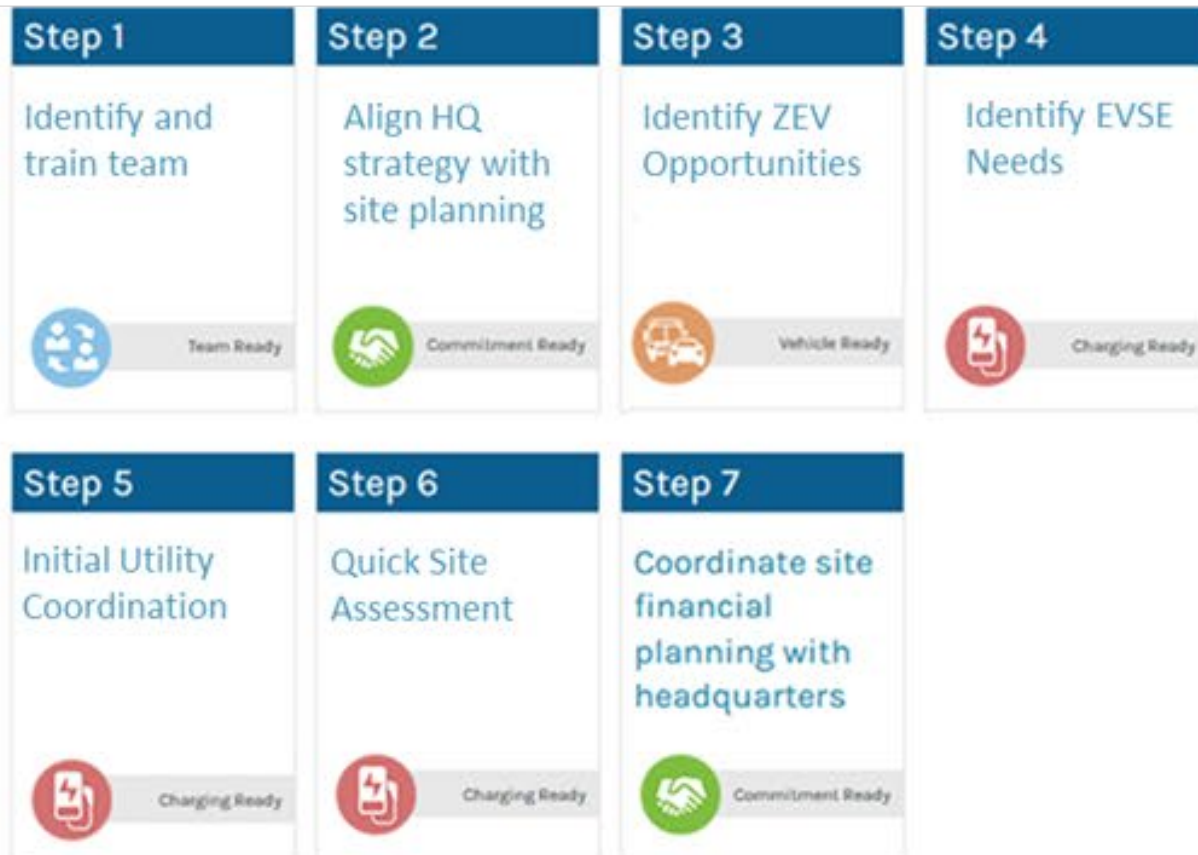 Step 1
Identify and
train team
Team Ready
Step 2
Align HQ
strategy with
site planning
Commitment Ready
Step 3
Identify ZEV
Opportunities
Vehicle Ready
Step 4
Identify EVSE
Needs
Charging Ready
Step 5
Initial Utility
Coordination
Charging Ready
Step 6
Quick Site
Assessment
Charging Ready
Step 7
Coordinate site
financial
planning with
headquarters
Commitment Ready